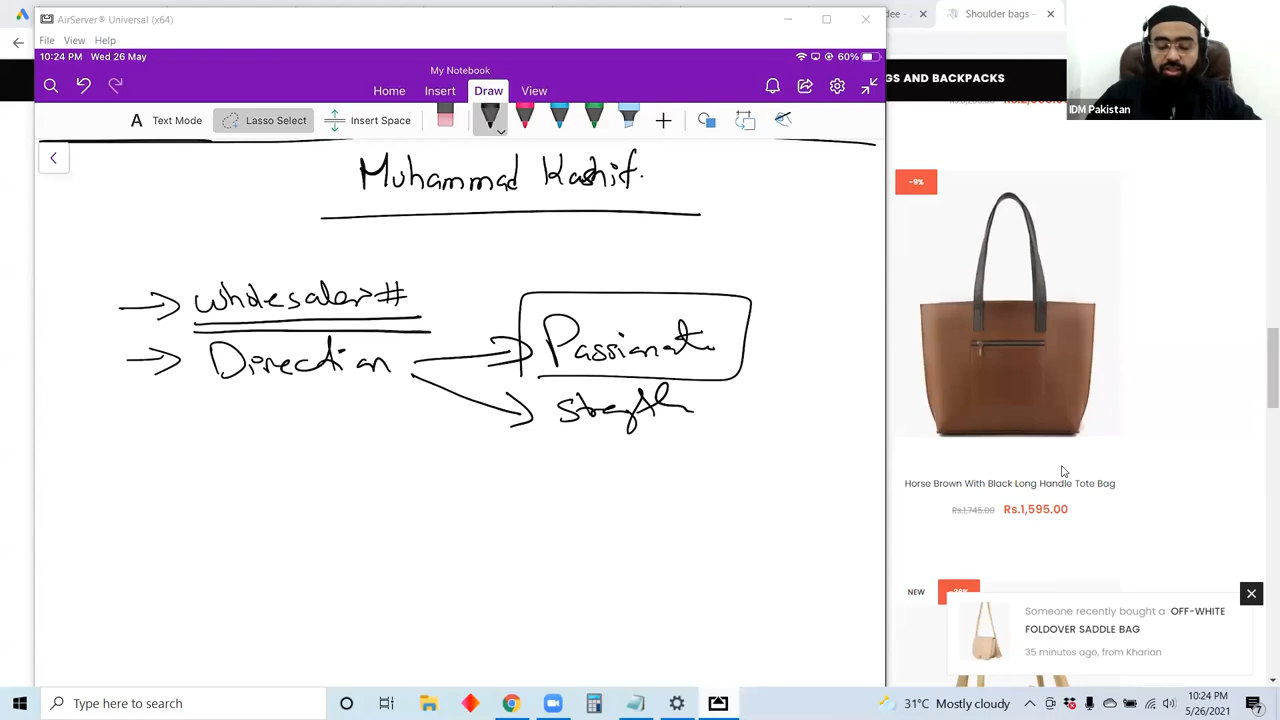 AirServer® Universal (x64)
File View Help
10:24 PM Wed 26 May
60%
My Notebook
Home Insert Draw View
A Text Mode Lasso Select Insert Space
Muhammad Kashif.
wholesaler #
Direction
Passionate
strength
Shoulder bags –
GS AND BACKPACKS
IDM Pakistan
-9%
Horse Brown With Black Long Handle Tote Bag
Rs.1,745.00 Rs.1,595.00
NEW
Someone recently bought a OFF-WHITE
FOLDOVER SADDLE BAG
35 minutes ago, from Kharian
Type here to search
31°C Mostly cloudy
10:24 PM
5/26/2021
7